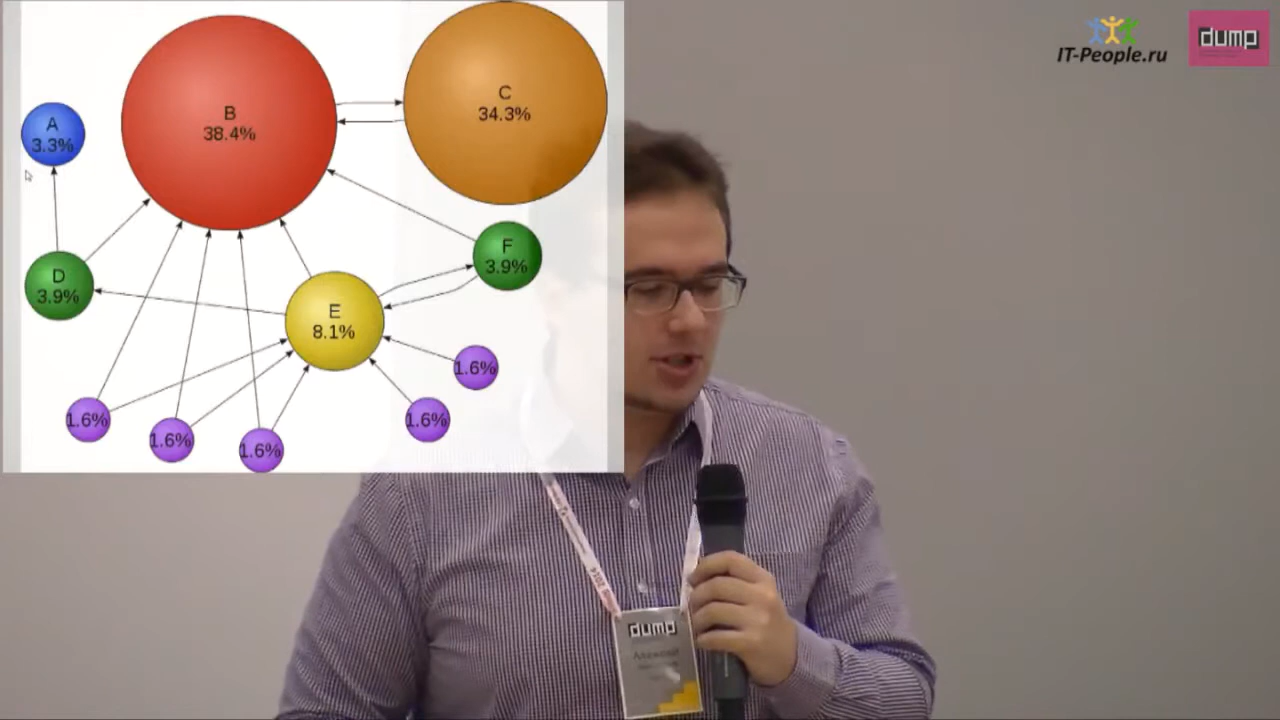 B
38.4%
C
34.3%
A
3.3%
D
3.9%
F
3.9%
E
8.1%
1.6%
1.6%
1.6%
1.6%
1.6%
IT-People.ru
dump
dump